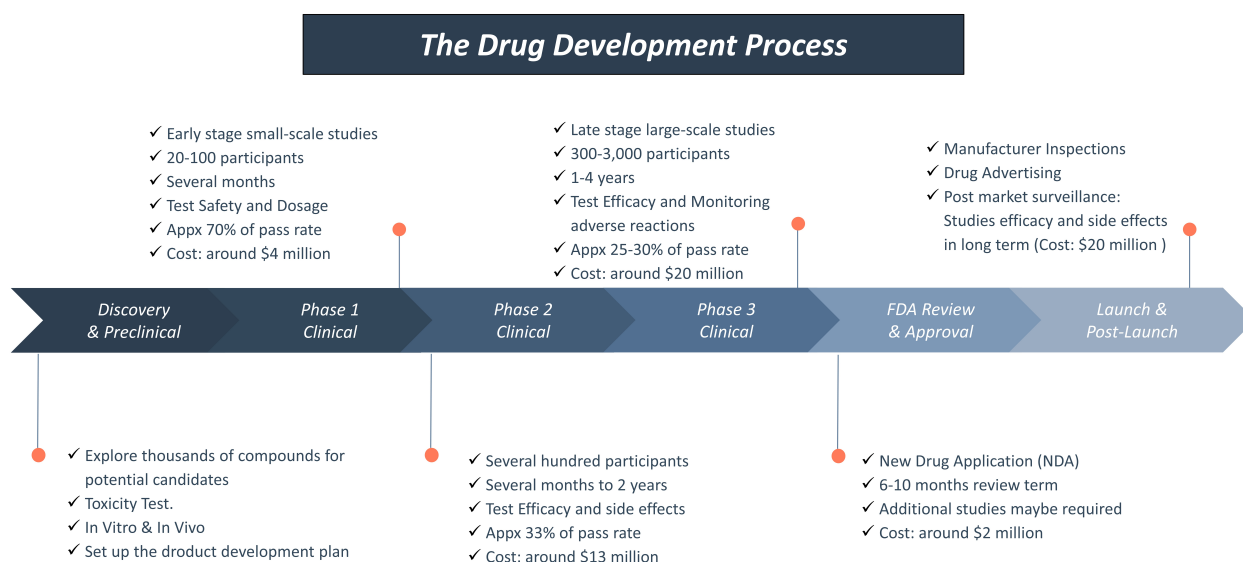 The Drug Development Process
✓ Early stage small-scale studies
✓ 20-100 participants
✓ Several months
✓ Test Safety and Dosage
✓ Appx 70% of pass rate
✓ Cost: around $4 million
✓ Late stage large-scale studies
✓ 300-3,000 participants
✓ 1-4 years
✓ Test Efficacy and Monitoring
adverse reactions
✓ Appx 25-30% of pass rate
✓ Cost: around $20 million
✓ Manufacturer Inspections
✓ Drug Advertising
✓ Post market surveillance:
Studies efficacy and side effects
in long term (Cost: $20 million )
Discovery
& Preclinical
Phase 1
Clinical
Phase 2
Clinical
Phase 3
Clinical
FDA Review
& Approval
Launch &
Post-Launch
✓ Explore thousands of compounds for
potential candidates
✓ Toxicity Test.
✓ In Vitro & In Vivo
✓ Set up the droduct development plan
✓ Several hundred participants
✓ Several months to 2 years
✓ Test Efficacy and side effects
✓ Appx 33% of pass rate
✓ Cost: around $13 million
✓ New Drug Application (NDA)
✓ 6-10 months review term
✓ Additional studies maybe required
✓ Cost: around $2 million